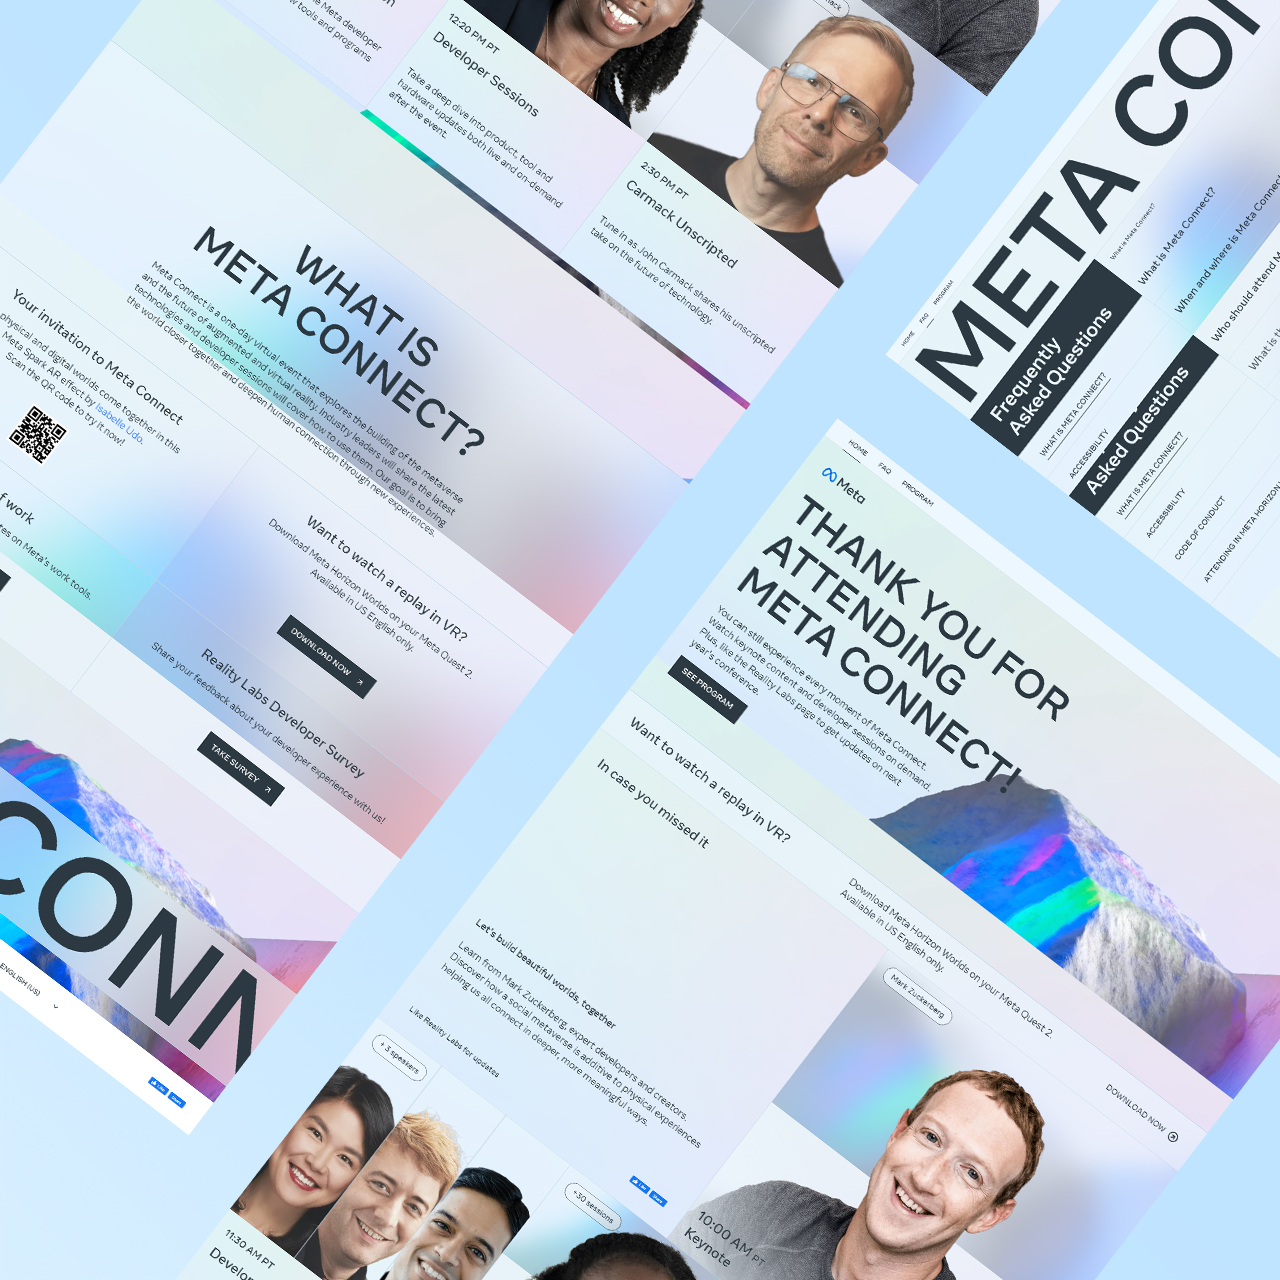 he Meta developer
w tools and programs
12:20 PM PT
Developer Sessions
Take a deep dive into product, tool and
hardware updates both live and on-demand
after the event.
2:30 PM PT
Carmack Unscripted
Tune in as John Carmack shares his unscripted
take on the future of technology.
WHAT IS
META CONNECT?
Meta Connect is a one-day virtual event that explores the building of the metaverse
and the future of augmented and virtual reality. Industry leaders will share the latest
technologies and developer sessions will cover how to use them. Our goal is to bring
the world closer together and deepen human connection through new experiences.
Your invitation to Meta Connect
physical and digital worlds come together in this
Meta Spark AR effect by Isabelle Udo.
Scan the QR code to try it now!
of work
tes on Meta's work tools.
Want to watch a replay in VR?
Download Meta Horizon Worlds on your Meta Quest 2.
Available in US English only.
DOWNLOAD NOW
Reality Labs Developer Survey
Share your feedback about your developer experience with us!
TAKE SURVEY
CONN
ENGLISH (US)
Like
Share
HOME
FAQ
PROGRAM
META CON
Frequently
Asked Questions
What is Meta Connect?
What is Meta Connect?
When and where is Meta Connec
WHAT IS META CONNECT?
ACCESSIBILITY
Asked Questions
Who should attend M
What is th
WHAT IS META CONNECT?
ACCESSIBILITY
CODE OF CONDUCT
ATTENDING IN META HORIZON
HOME
FAQ
PROGRAM
Meta
THANK YOU FOR
ATTENDING
META CONNECT!
You can still experience every moment of Meta Connect.
Watch keynote content and developer sessions on demand.
Plus, like the Reality Labs page to get updates on next
year's conference.
SEE PROGRAM
Want to watch a replay in VR?
Download Meta Horizon Worlds on your Meta Quest 2.
Available in US English only.
DOWNLOAD NOW
In case you missed it
Let's build beautiful worlds, together
Learn from Mark Zuckerberg, expert developers and creators.
Discover how a social metaverse is additive to physical experiences
helping us all connect in deeper, more meaningful ways.
Like Reality Labs for updates
Like
Share
Mark Zuckerberg
10:00 AM PT
Keynote
+ 3 speakers
11:30 AM PT
Develop
+30 sessions